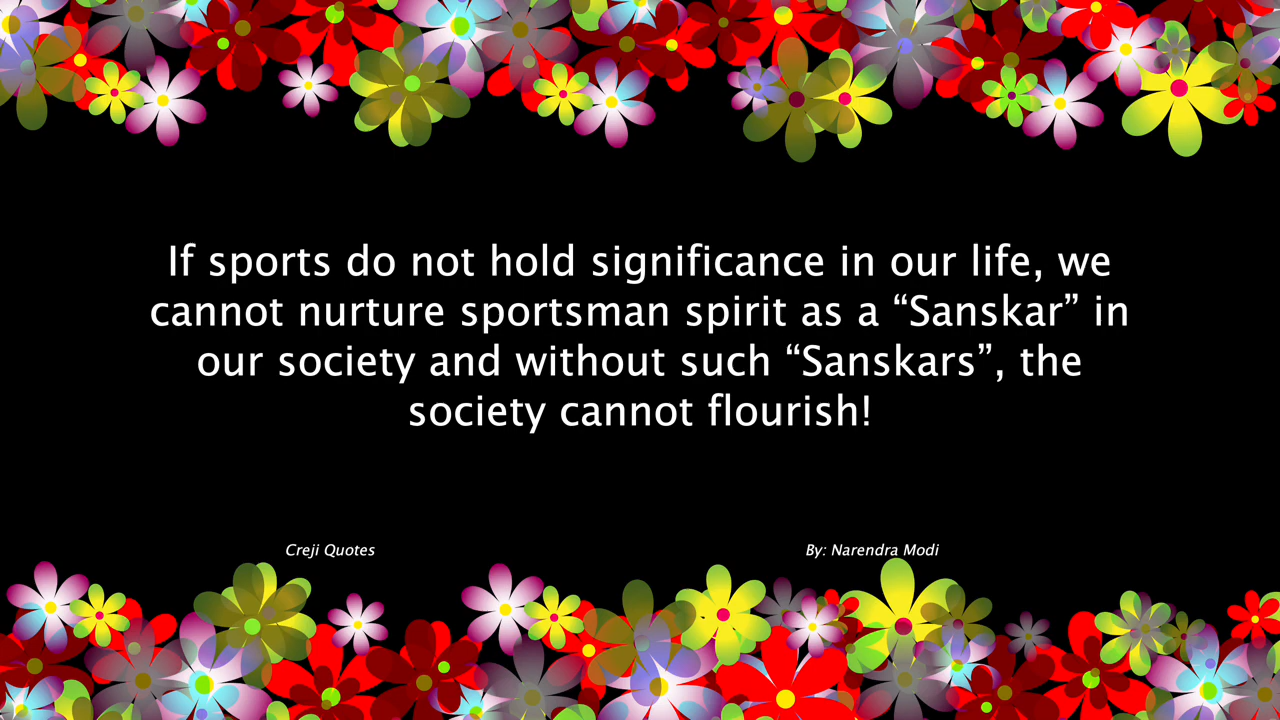 If sports do not hold significance in our life, we
cannot nurture sportsman spirit as a “Sanskar” in
our society and without such “Sanskars”, the
society cannot flourish!
Creji Quotes
By: Narendra Modi